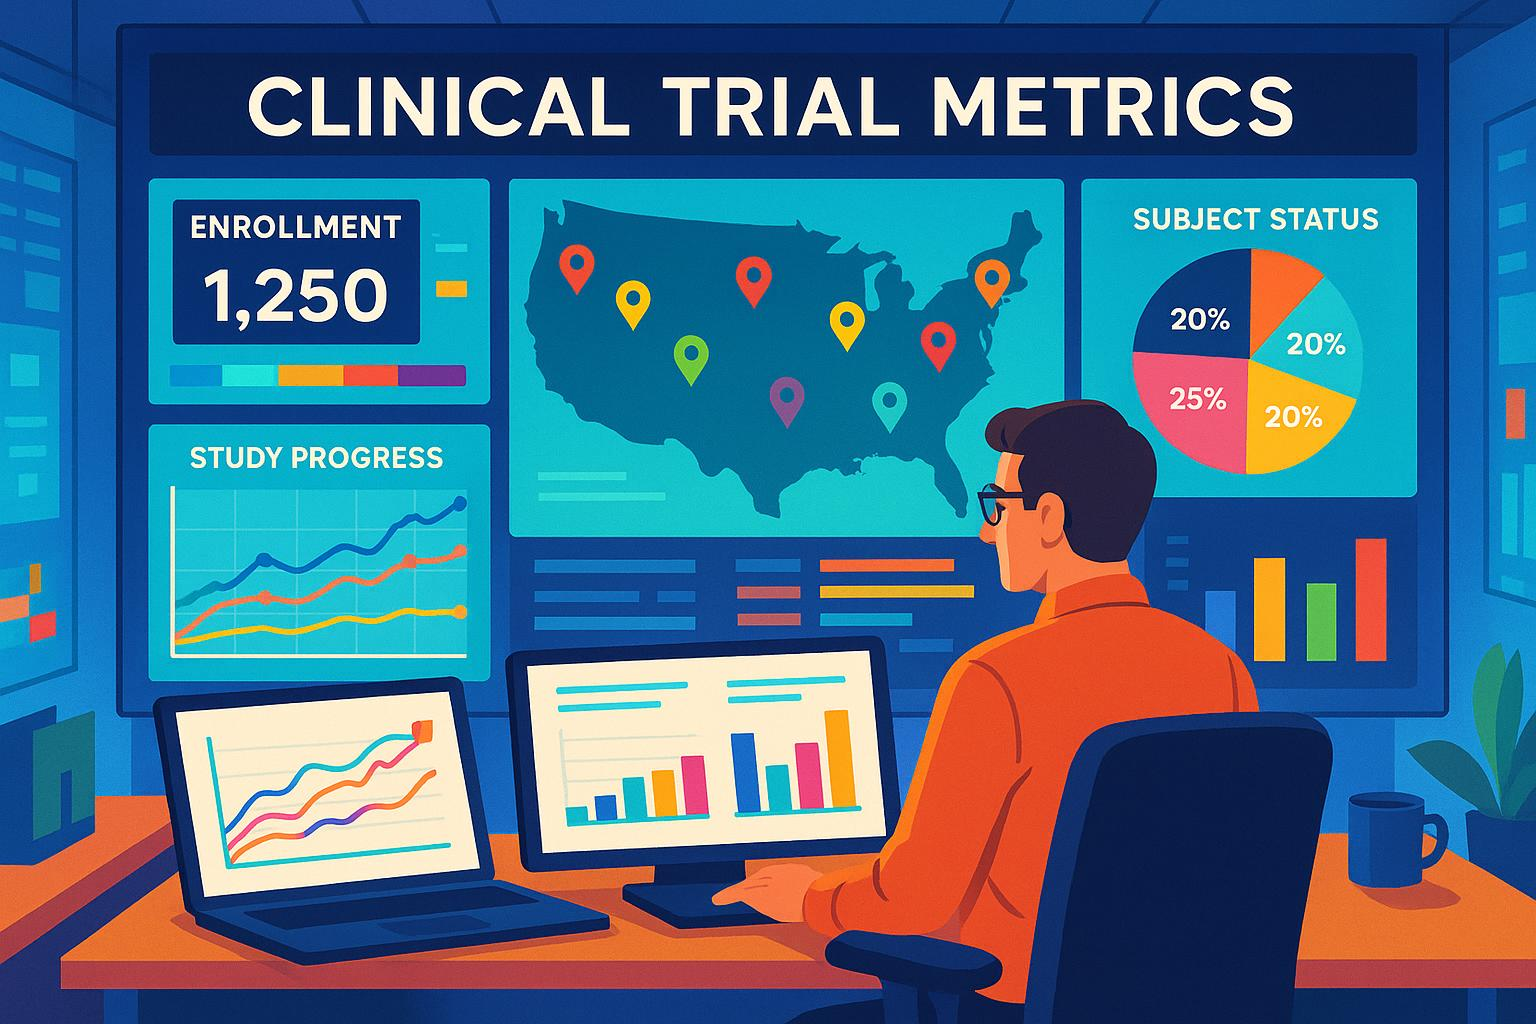 CLINICAL TRIAL METRICS
ENROLLMENT
1,250
SUBJECT STATUS
20%
20%
25%
20%
STUDY PROGRESS